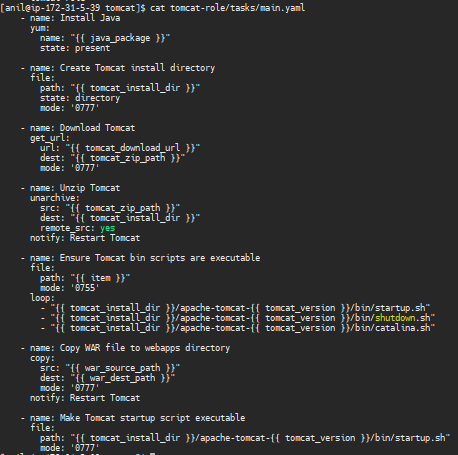 [anil@ip-172-31-5-39 tomcat]$ cat tomcat-role/tasks/main.yaml
    - name: Install Java
      yum:
        name: "{{ java_package }}"
        state: present

    - name: Create Tomcat install directory
      file:
        path: "{{ tomcat_install_dir }}"
        state: directory
        mode: '0777'

    - name: Download Tomcat
      get_url:
        url: "{{ tomcat_download_url }}"
        dest: "{{ tomcat_zip_path }}"
        mode: '0777'

    - name: Unzip Tomcat
      unarchive:
        src: "{{ tomcat_zip_path }}"
        dest: "{{ tomcat_install_dir }}"
        remote_src: yes
      notify: Restart Tomcat

    - name: Ensure Tomcat bin scripts are executable
      file:
        path: "{{ item }}"
        mode: '0755'
      loop:
        - "{{ tomcat_install_dir }}/apache-tomcat-{{ tomcat_version }}/bin/startup.sh"
        - "{{ tomcat_install_dir }}/apache-tomcat-{{ tomcat_version }}/bin/shutdown.sh"
        - "{{ tomcat_install_dir }}/apache-tomcat-{{ tomcat_version }}/bin/catalina.sh"

    - name: Copy WAR file to webapps directory
      copy:
        src: "{{ war_source_path }}"
        dest: "{{ war_dest_path }}"
        mode: '0777'
      notify: Restart Tomcat

    - name: Make Tomcat startup script executable
      file:
        path: "{{ tomcat_install_dir }}/apache-tomcat-{{ tomcat_version }}/bin/startup.sh"
        mode: '0777'